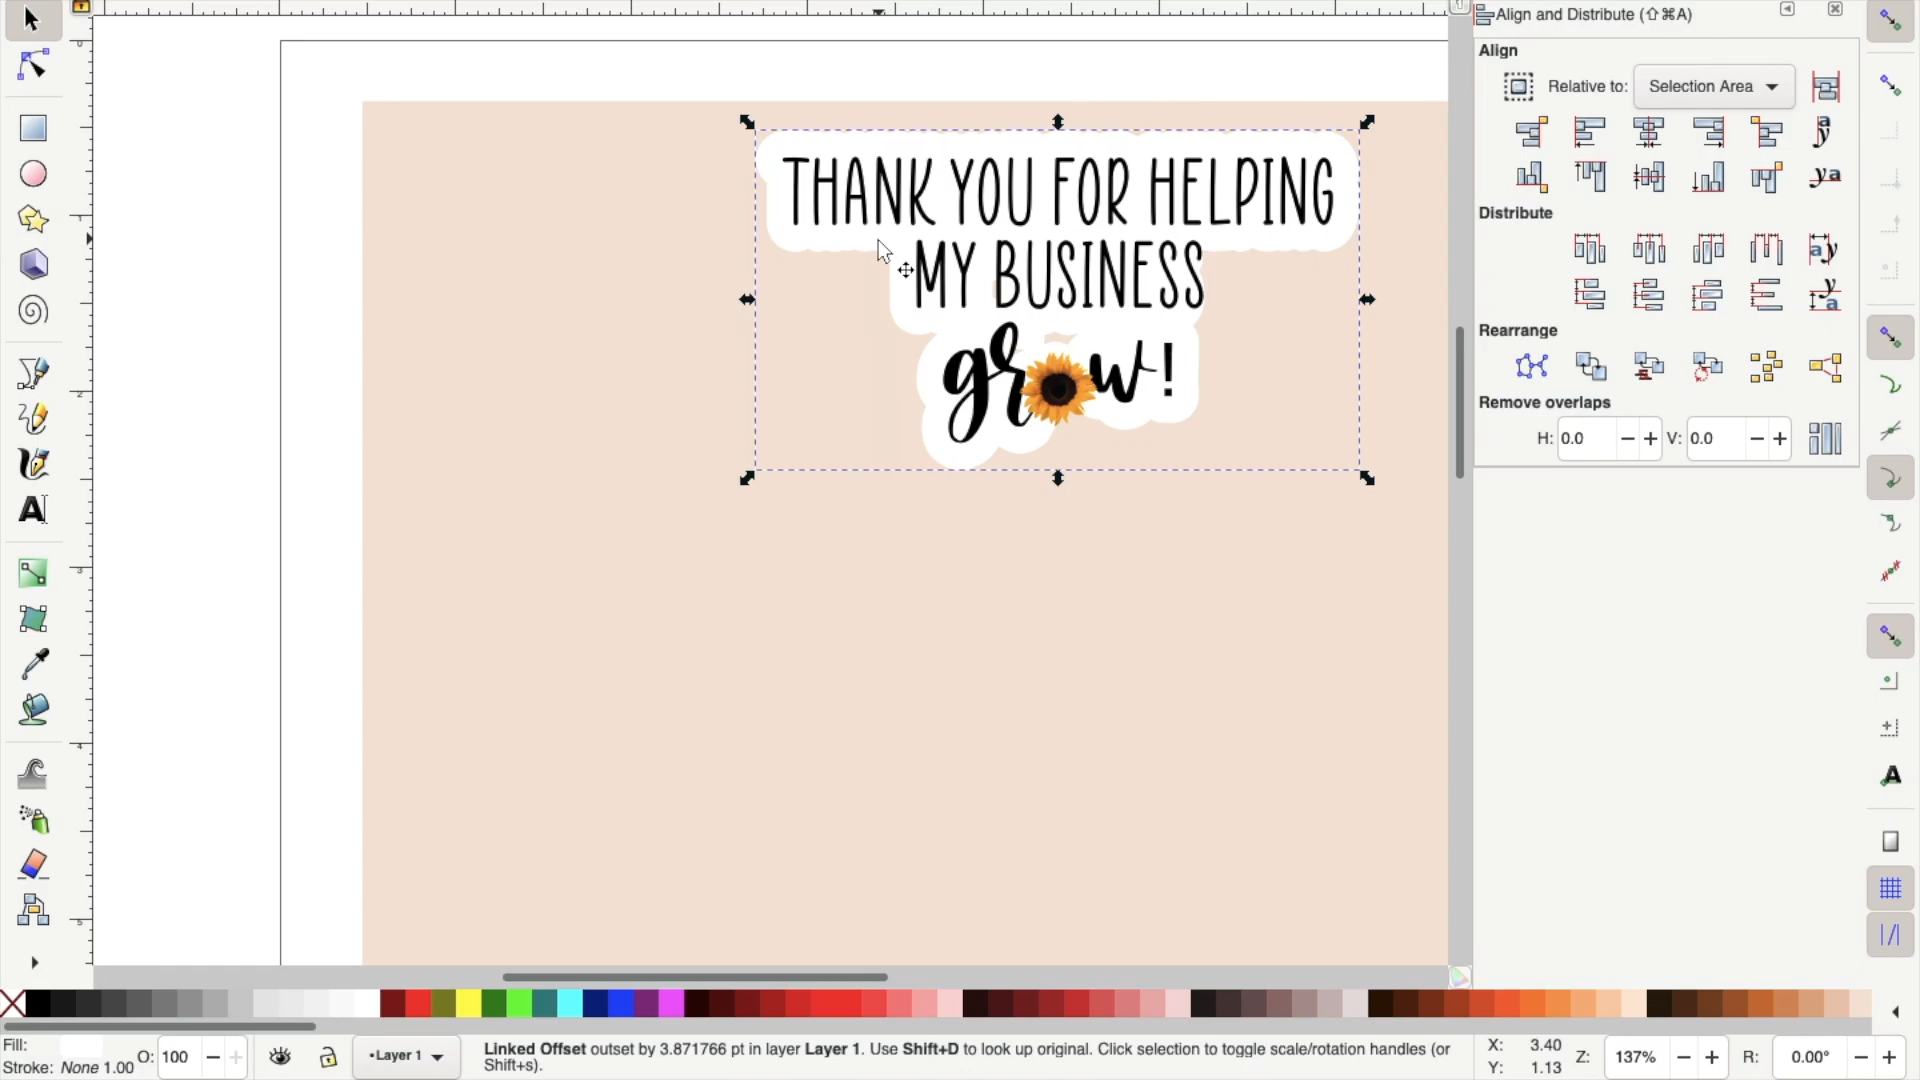 Align and Distribute (⇧⌘A)
Align
Relative to: Selection Area
Distribute
Rearrange
Remove overlaps
H: 0.0 − + V: 0.0 − +
THANK YOU FOR HELPING
MY BUSINESS
grow!
Fill:
Stroke: None 1.00
O: 100 − +
•Layer 1
Linked Offset outset by 3.871766 pt in layer Layer 1. Use Shift+D to look up original. Click selection to toggle scale/rotation handles (or
Shift+s).
X: 3.40
Y: 1.13
Z: 137% − +
R: 0.00° − +